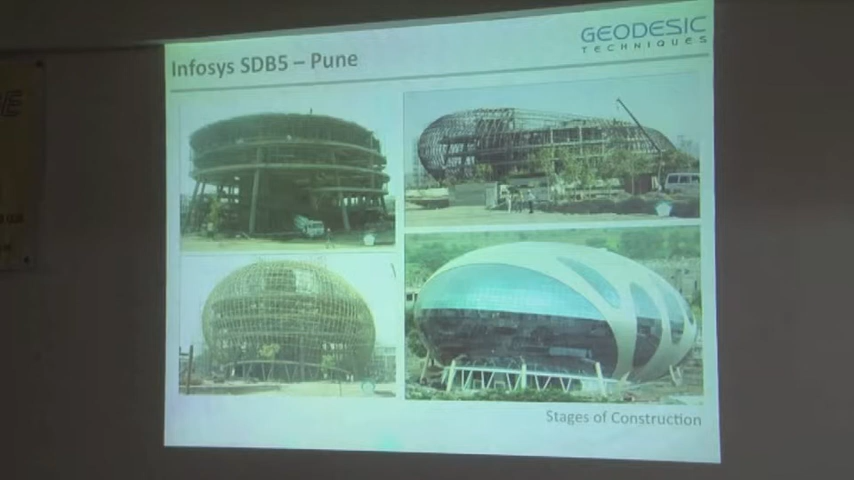 Infosys SDB5 – Pune
GEODESIC
TECHNIQUES
Stages of Construction